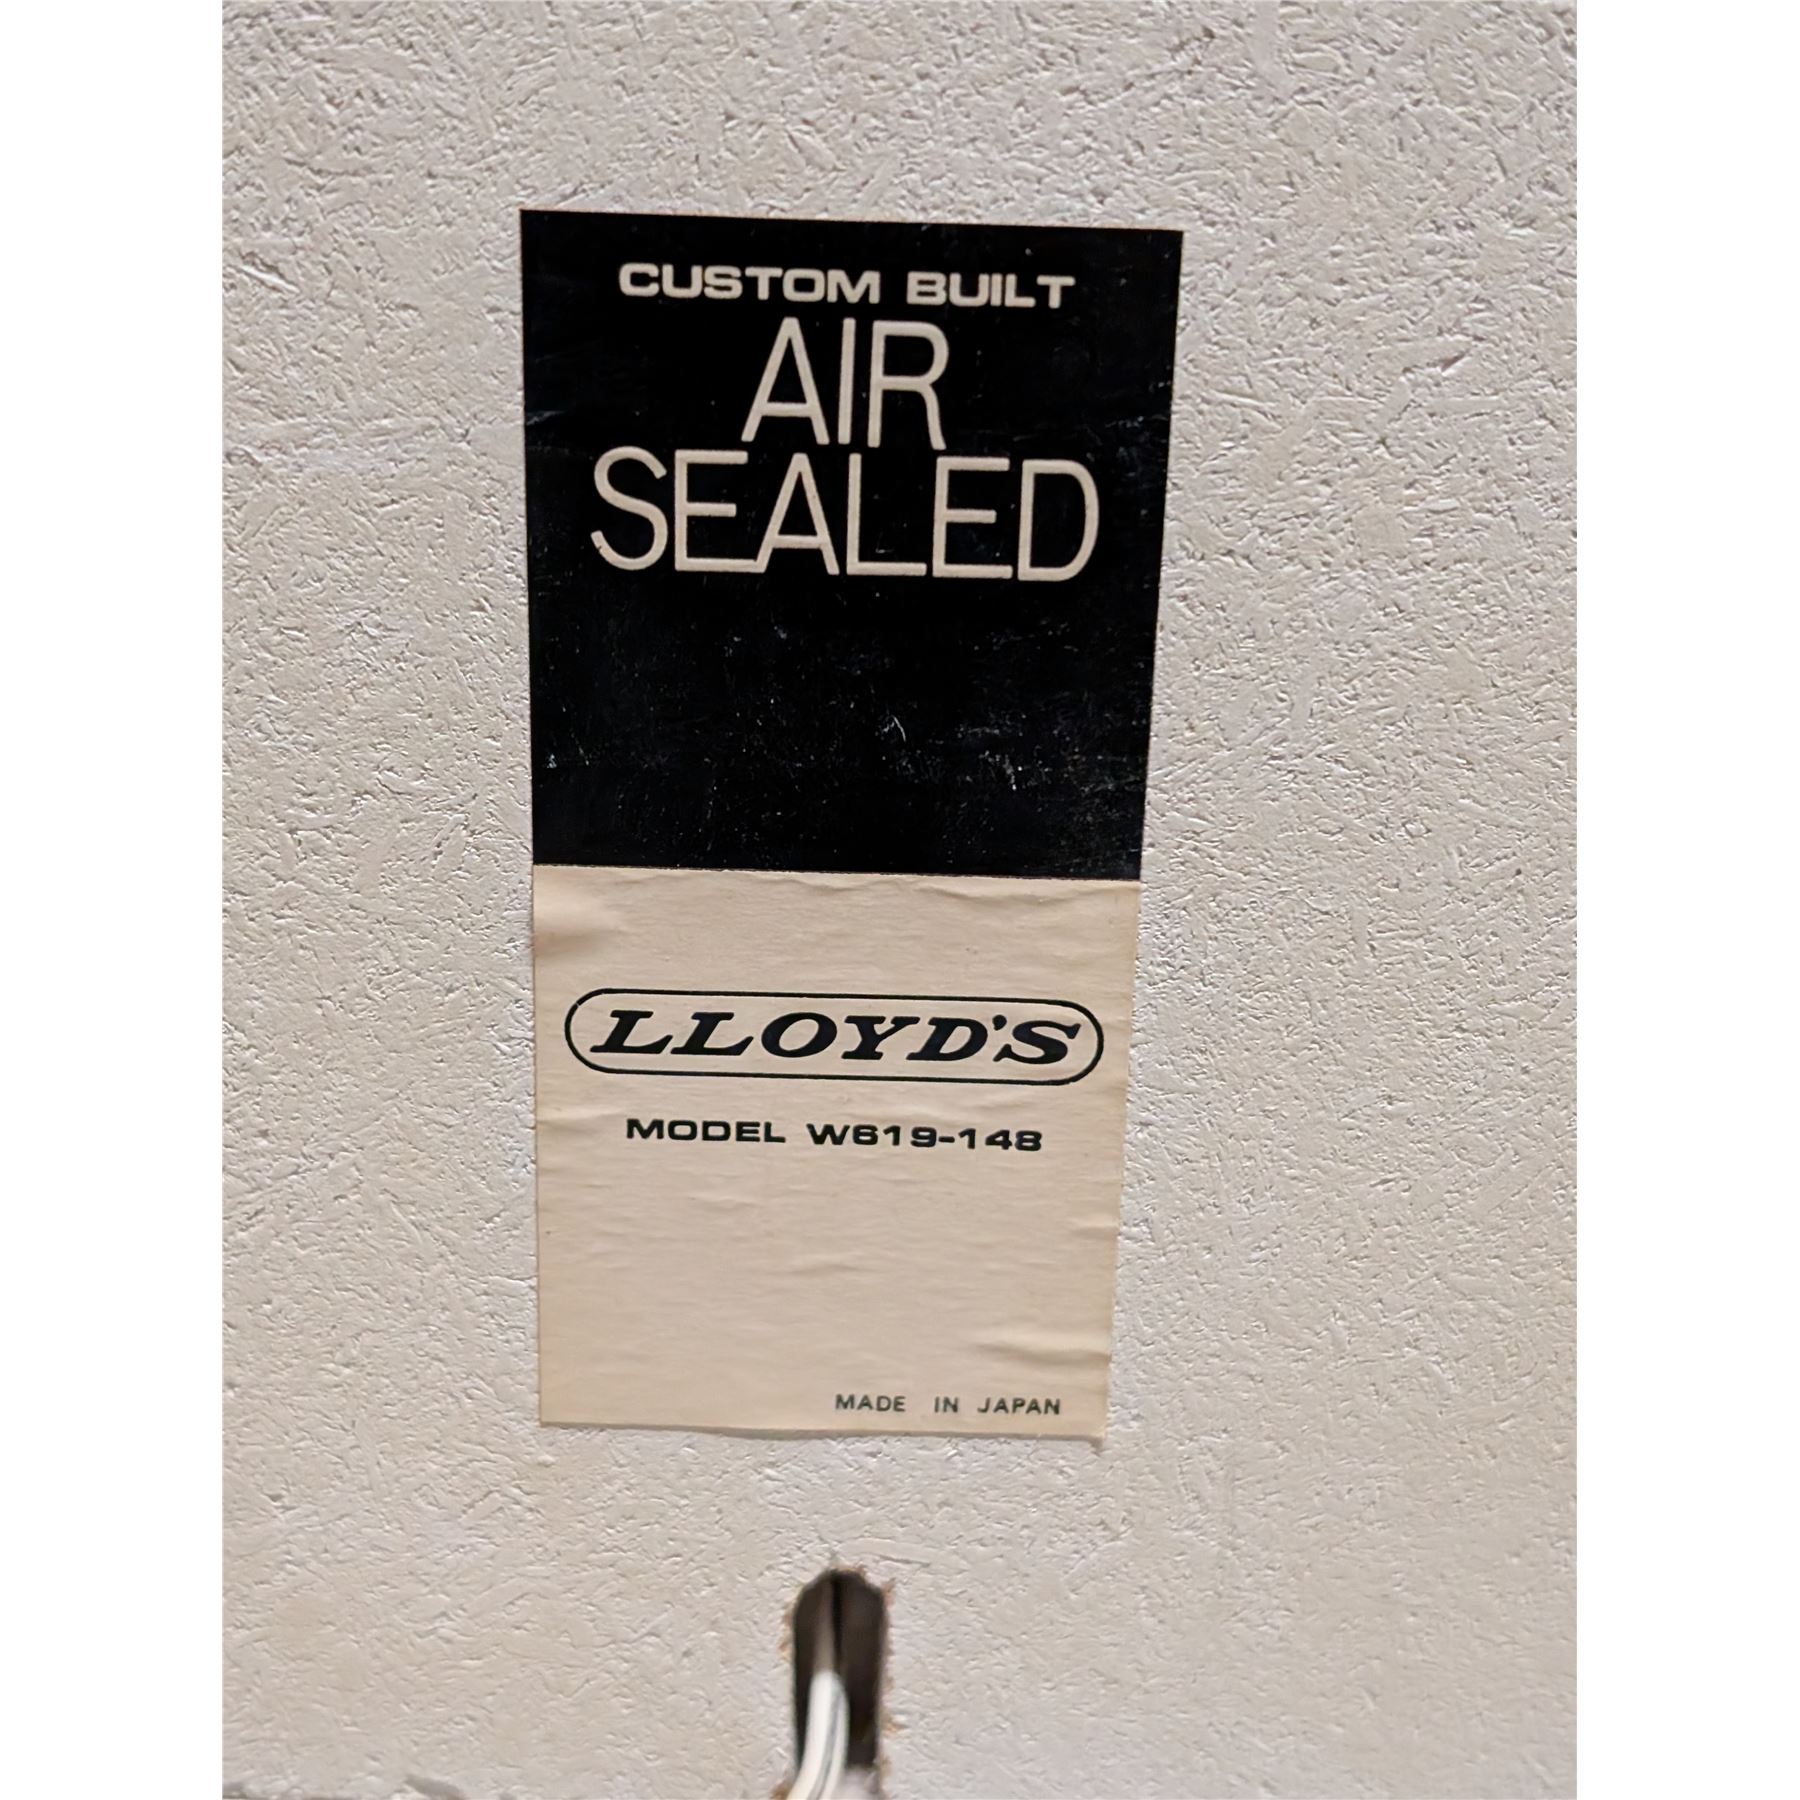 CUSTOM BUILT
AIR
SEALED
LLOYD'S
MODEL W619-148
MADE IN JAPAN